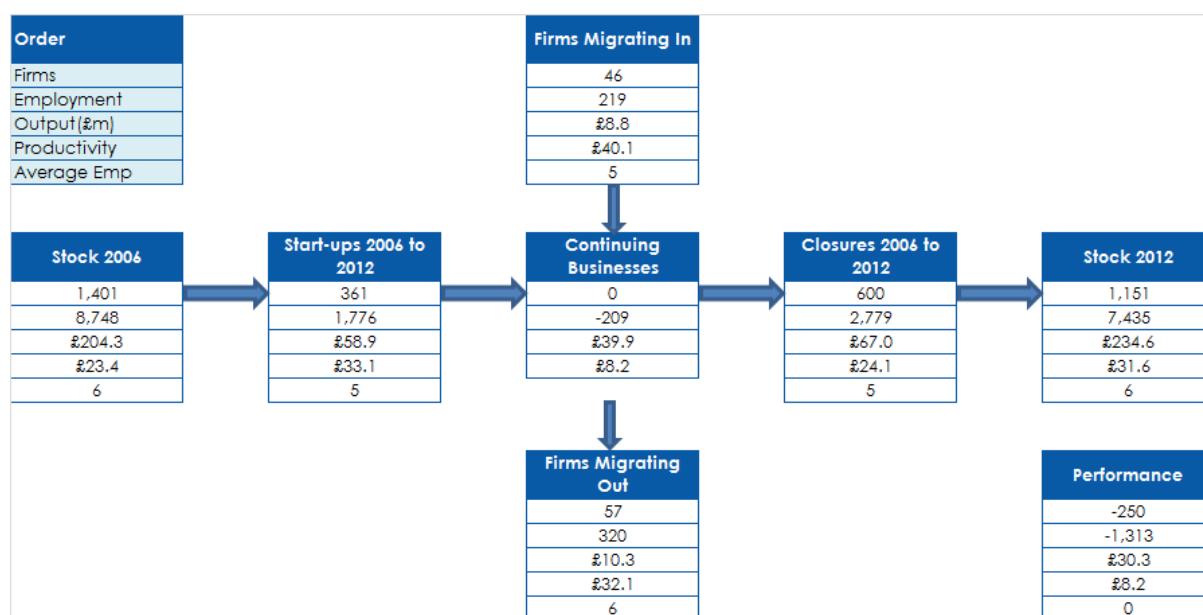 Order
Firms
Employment
Output(£m)
Productivity
Average Emp
Firms Migrating In
46
219
£8.8
£40.1
5
Stock 2006
1,401
8,748
£204.3
£23.4
6
Start-ups 2006 to
2012
361
1,776
£58.9
£33.1
5
Continuing
Businesses
0
-209
£39.9
£8.2
Closures 2006 to
2012
600
2,779
£67.0
£24.1
5
Stock 2012
1,151
7,435
£234.6
£31.6
6
Firms Migrating
Out
57
320
£10.3
£32.1
6
Performance
-250
-1,313
£30.3
£8.2
0